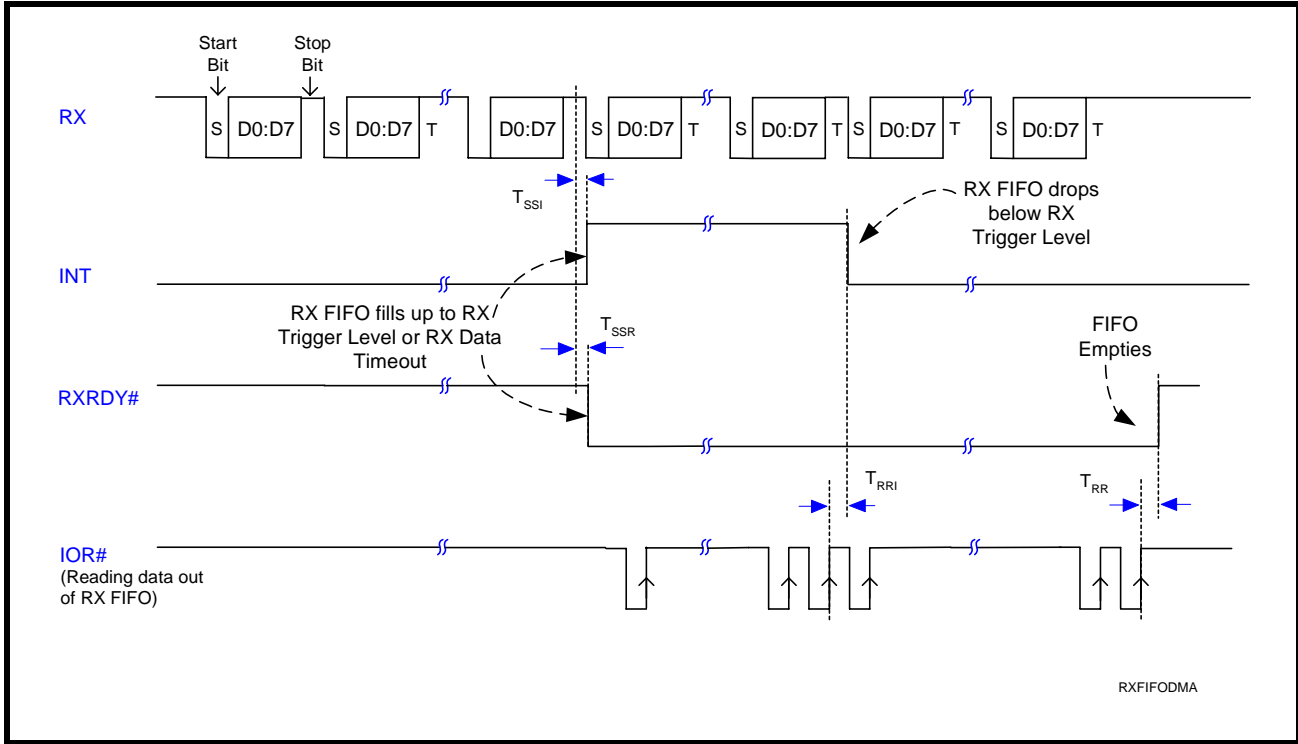 Start
Bit
Stop
Bit
RX
S D0:D7 S D0:D7 T D0:D7 S D0:D7 T S D0:D7 T S D0:D7 T S D0:D7 T
TSSI
RX FIFO drops
below RX
Trigger Level
INT
RX FIFO fills up to RX
Trigger Level or RX Data
Timeout
TSSR
FIFO
Empties
RXRDY#
TRRI
TRR
IOR#
(Reading data out
of RX FIFO)
RXFIFODMA